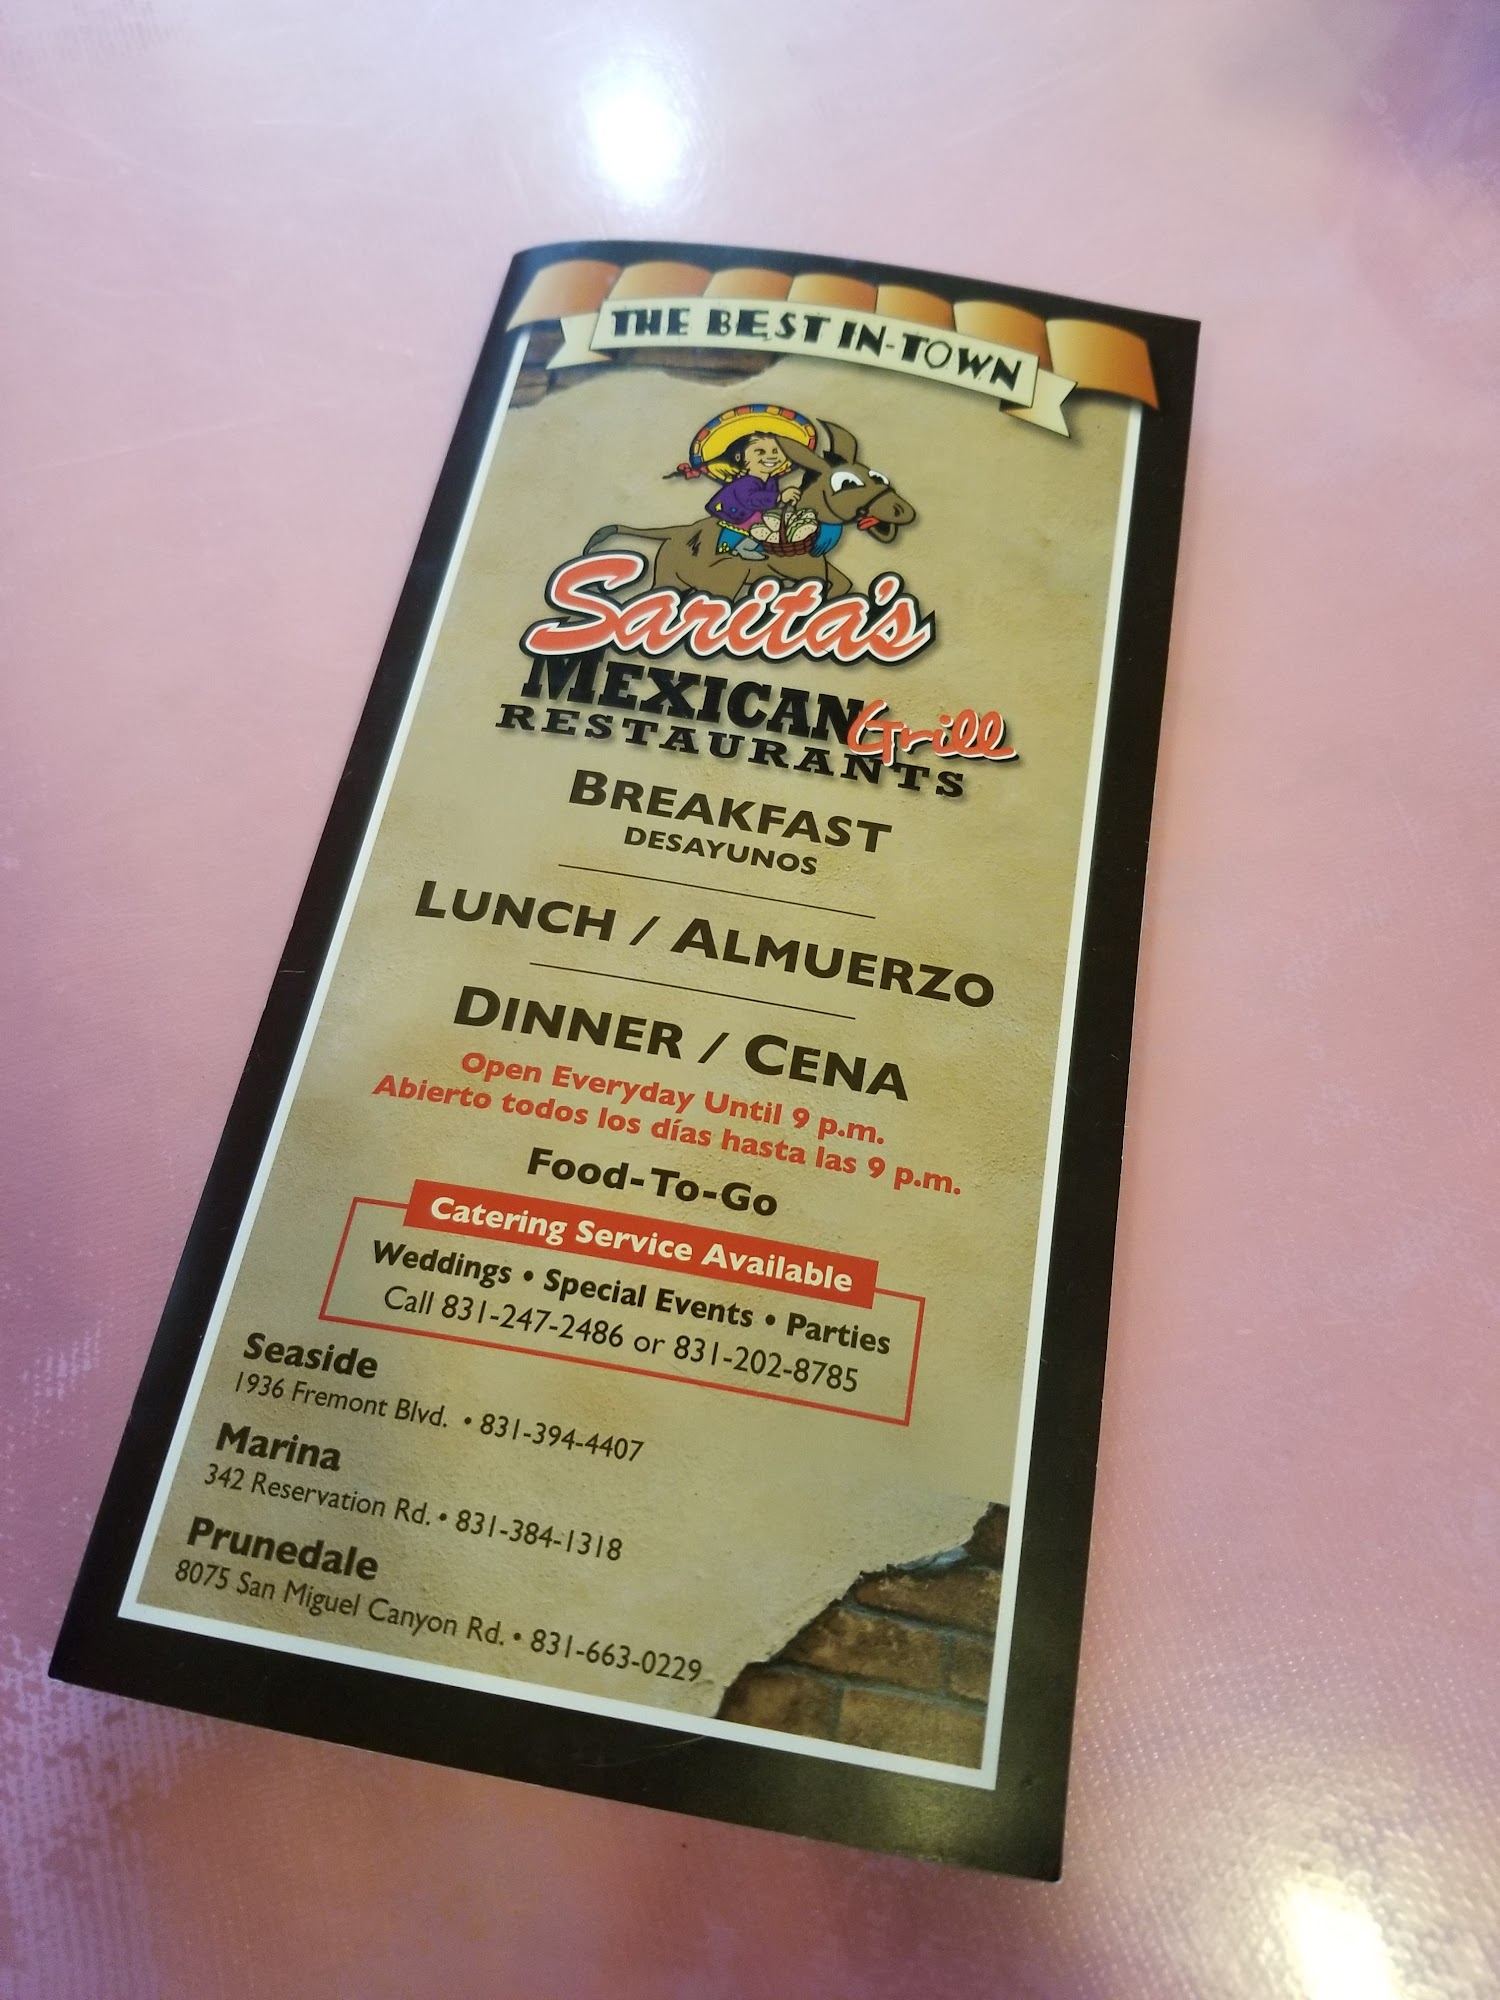 THE BEST IN-TOWN
Sarita's
MEXICAN Grill
RESTAURANTS
BREAKFAST
DESAYUNOS
LUNCH / ALMUERZO
DINNER / CENA
Open Everyday Until 9 p.m.
Abierto todos los días hasta las 9 p.m.
Food-To-Go
Catering Service Available
Weddings • Special Events • Parties
Call 831-247-2486 or 831-202-8785
Seaside
1936 Fremont Blvd. • 831-394-4407
Marina
342 Reservation Rd. • 831-384-1318
Prunedale
8075 San Miguel Canyon Rd. • 831-663-0229